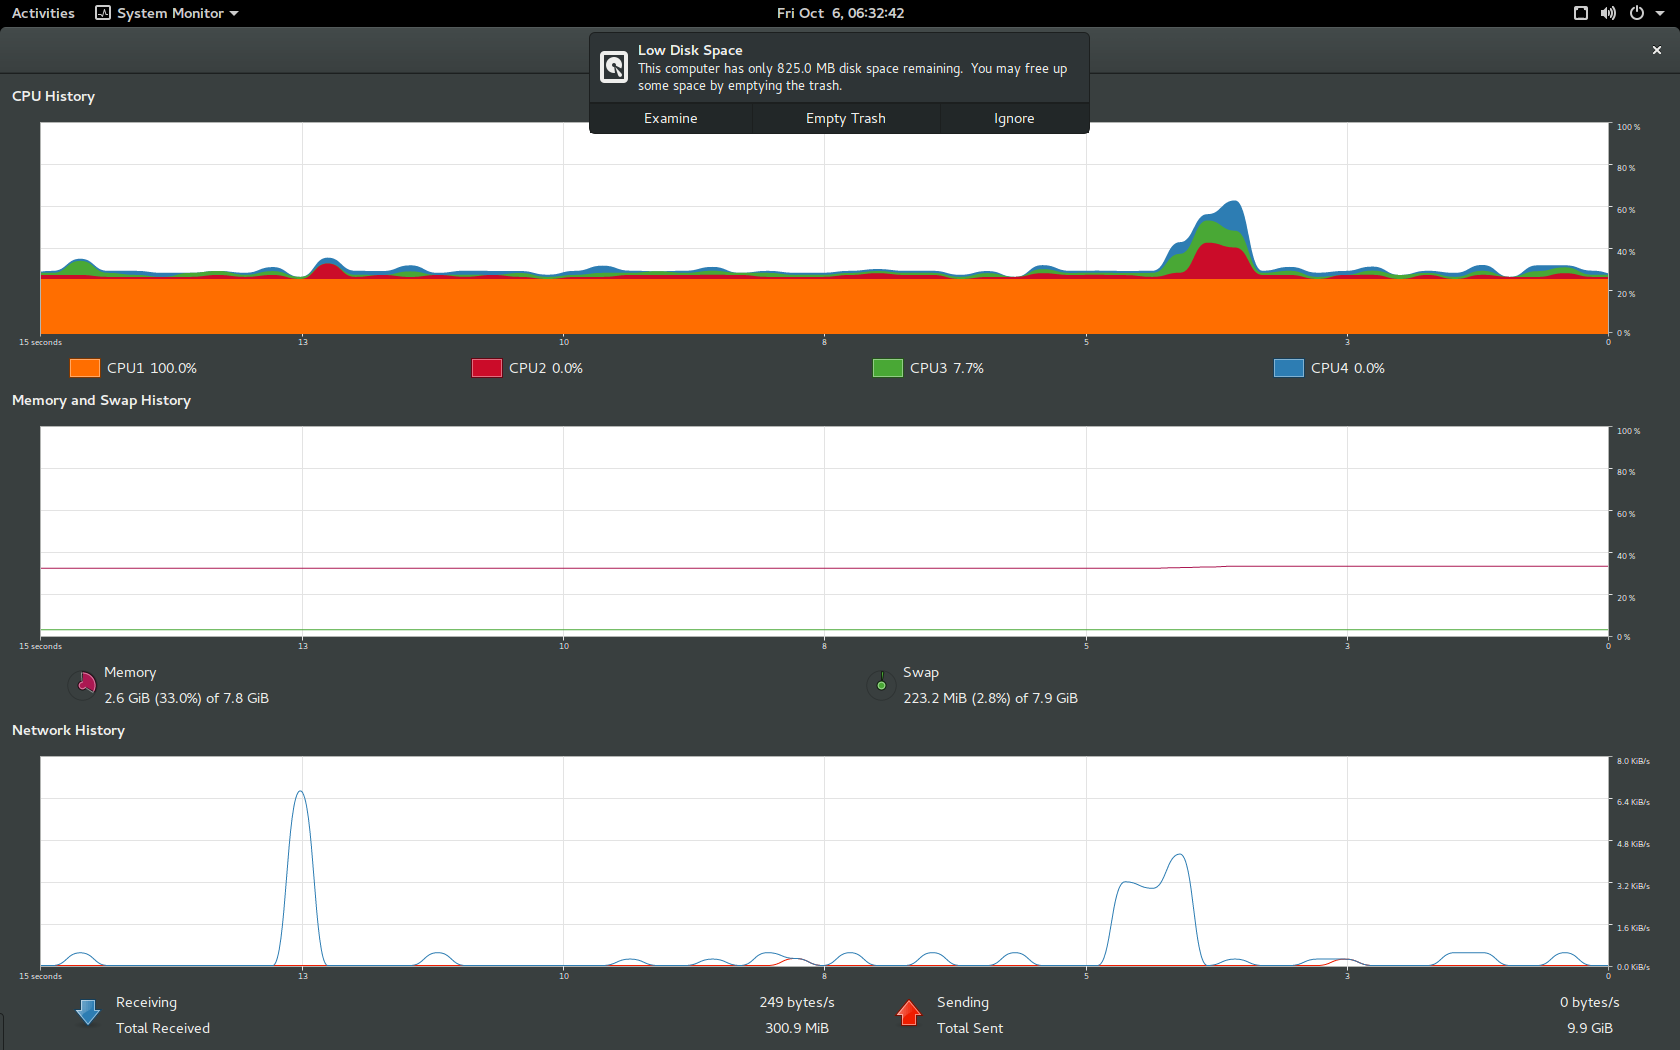 Activities System Monitor Fri Oct 6, 06:32:42
Low Disk Space
This computer has only 825.0 MB disk space remaining. You may free up
some space by emptying the trash.
Examine Empty Trash Ignore
CPU History
100 %
80 %
60 %
40 %
20 %
0 %
15 seconds 13 10 8 5 3 0
CPU1 100.0% CPU2 0.0% CPU3 7.7% CPU4 0.0%
Memory and Swap History
100 %
80 %
60 %
40 %
20 %
0 %
15 seconds 13 10 8 5 3 0
Memory Swap
2.6 GiB (33.0%) of 7.8 GiB 223.2 MiB (2.8%) of 7.9 GiB
Network History
8.0 KiB/s
6.4 KiB/s
4.8 KiB/s
3.2 KiB/s
1.6 KiB/s
0.0 KiB/s
15 seconds 13 10 8 5 3 0
Receiving 249 bytes/s Sending 0 bytes/s
Total Received 300.9 MiB Total Sent 9.9 GiB